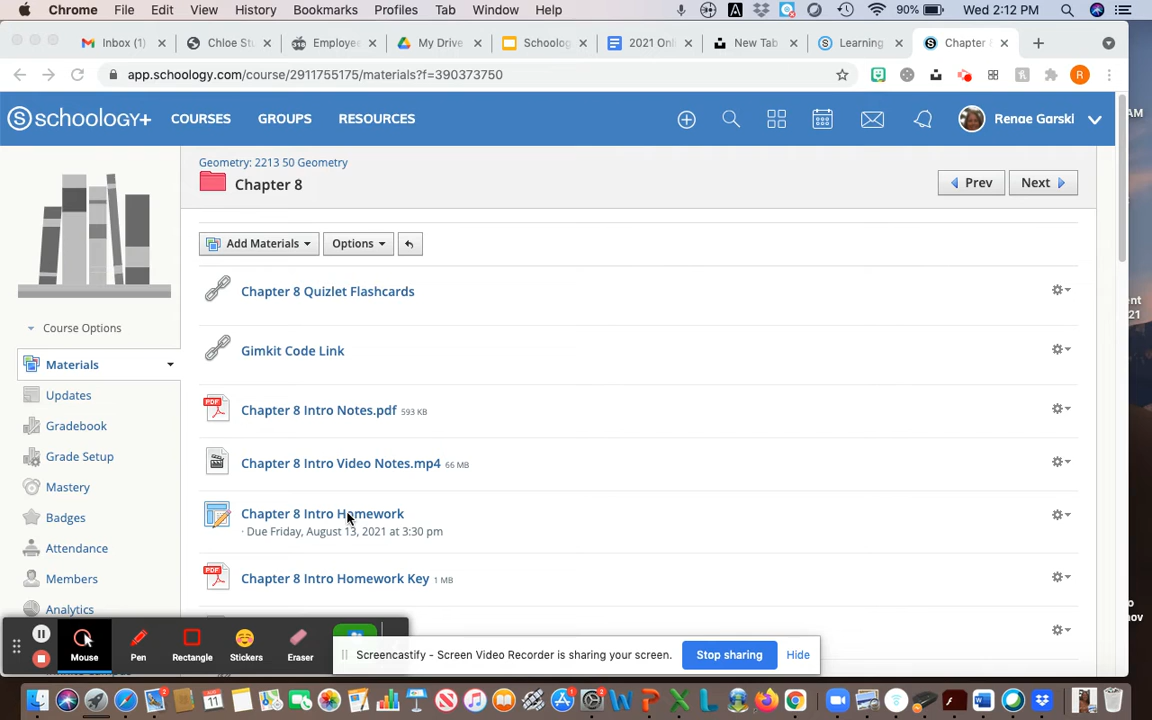 Chrome File Edit View History Bookmarks Profiles Tab Window Help A 90% Wed 2:12 PM
Inbox (1) Chloe Stu Employee My Drive Schoolog 2021 Onl New Tab Learning Chapter
app.schoology.com/course/2911755175/materials?f=390373750 R
S schoology+ COURSES GROUPS RESOURCES Renae Garski
Geometry: 2213 50 Geometry
Chapter 8
Prev Next
Add Materials Options
Chapter 8 Quizlet Flashcards
Course Options
Gimkit Code Link
Materials
Updates
PDF Chapter 8 Intro Notes.pdf 593 KB
Gradebook
Grade Setup
Chapter 8 Intro Video Notes.mp4 66 MB
Mastery
Badges
Chapter 8 Intro Homework
· Due Friday, August 13, 2021 at 3:30 pm
Attendance
Members
PDF Chapter 8 Intro Homework Key 1 MB
Analytics
Mouse Pen Rectangle Stickers Eraser
Screencastify - Screen Video Recorder is sharing your screen. Stop sharing Hide